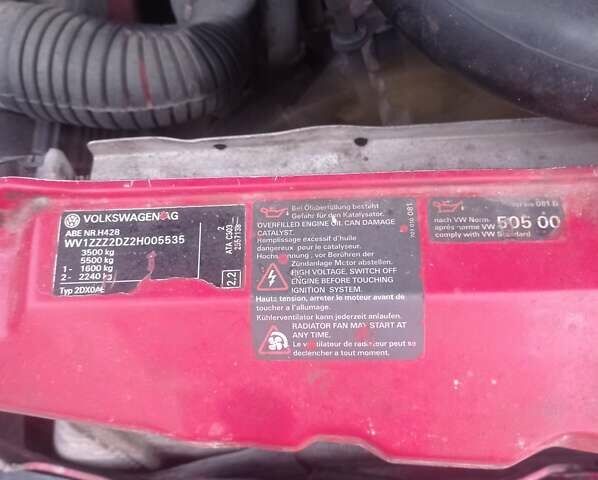 VOLKSWAGEN AG
ABE NR.H428
WV1ZZZ2DZ2H005535
3500 kg
5500 kg
1- 1600 kg
2- 2240 kg
Typ 2DX0AE
2.2
Bei Ölüberfüllung besteht
Gefahr für den Katalysator.
OVERFILLED ENGINE OIL CAN DAMAGE
CATALYST.
Remplissage excessif d'huile
dangereux pour le catalyseur.
Hochspannung, vor Berühren der
Zündanlage Motor abstellen.
HIGH VOLTAGE, SWITCH OFF
ENGINE BEFORE TOUCHING
IGNITION SYSTEM.
Haute tension, arreter le moteur avant de
toucher a l'allumage.
Kühlerventilator kann jederzeit anlaufen.
RADIATOR FAN MAY START AT
ANY TIME.
Le ventilateur de radiateur peut se
declencher a tout moment.
nach VW Norm
après norme VW 505 00
comply with VW Standard